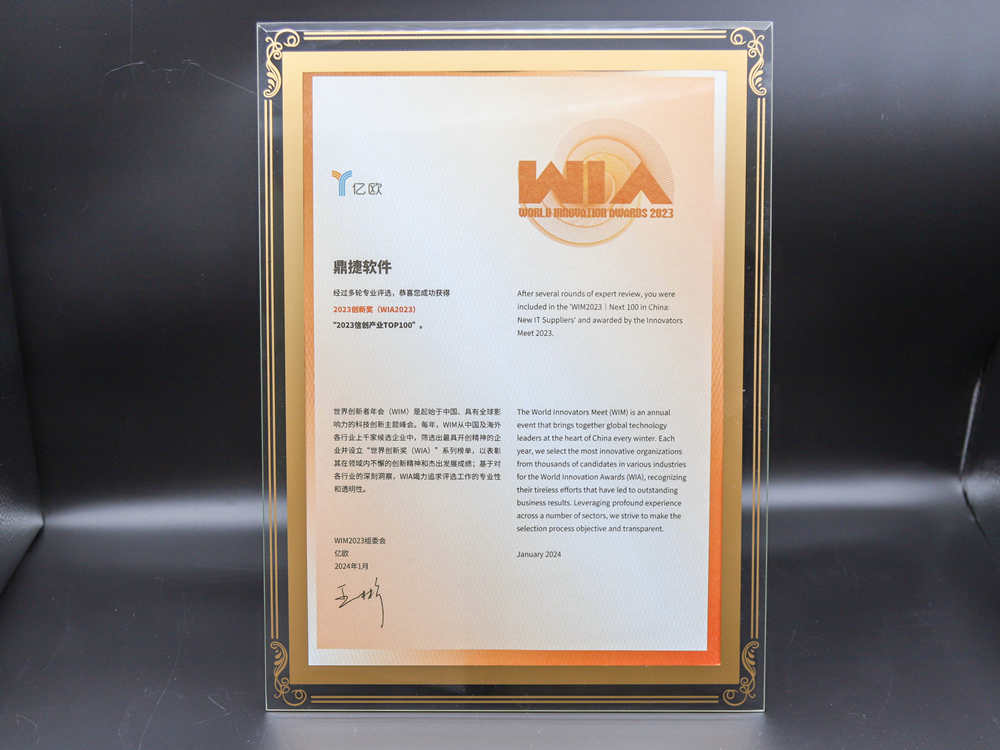 亿欧
WIA
WORLD INNOVATION AWARDS 2023
鼎捷软件
经过多轮专业评选，恭喜您成功获得
2023创新奖（WIA2023）
“2023信创产业TOP100”。
After several rounds of expert review, you were
included in the 'WIM2023｜Next 100 in China:
New IT Suppliers' and awarded by the Innovators
Meet 2023.
世界创新者年会（WIM）是起始于中国、具有全球影
响力的科技创新主题峰会。每年，WIM从中国及海外
各行业上千家候选企业中，筛选出最具开创精神的企
业并设立“世界创新奖（WIA）”系列榜单，以表彰
其在领域内不懈的创新精神和杰出发展成绩；基于对
各行业的深刻洞察，WIA竭力追求评选工作的专业性
和透明性。
The World Innovators Meet (WIM) is an annual
event that brings together global technology
leaders at the heart of China every winter. Each
year, we select the most innovative organizations
from thousands of candidates in various industries
for the World Innovation Awards (WIA), recognizing
their tireless efforts that have led to outstanding
business results. Leveraging profound experience
across a number of sectors, we strive to make the
selection process objective and transparent.
WIM2023组委会
亿欧
2024年1月
January 2024
王彬